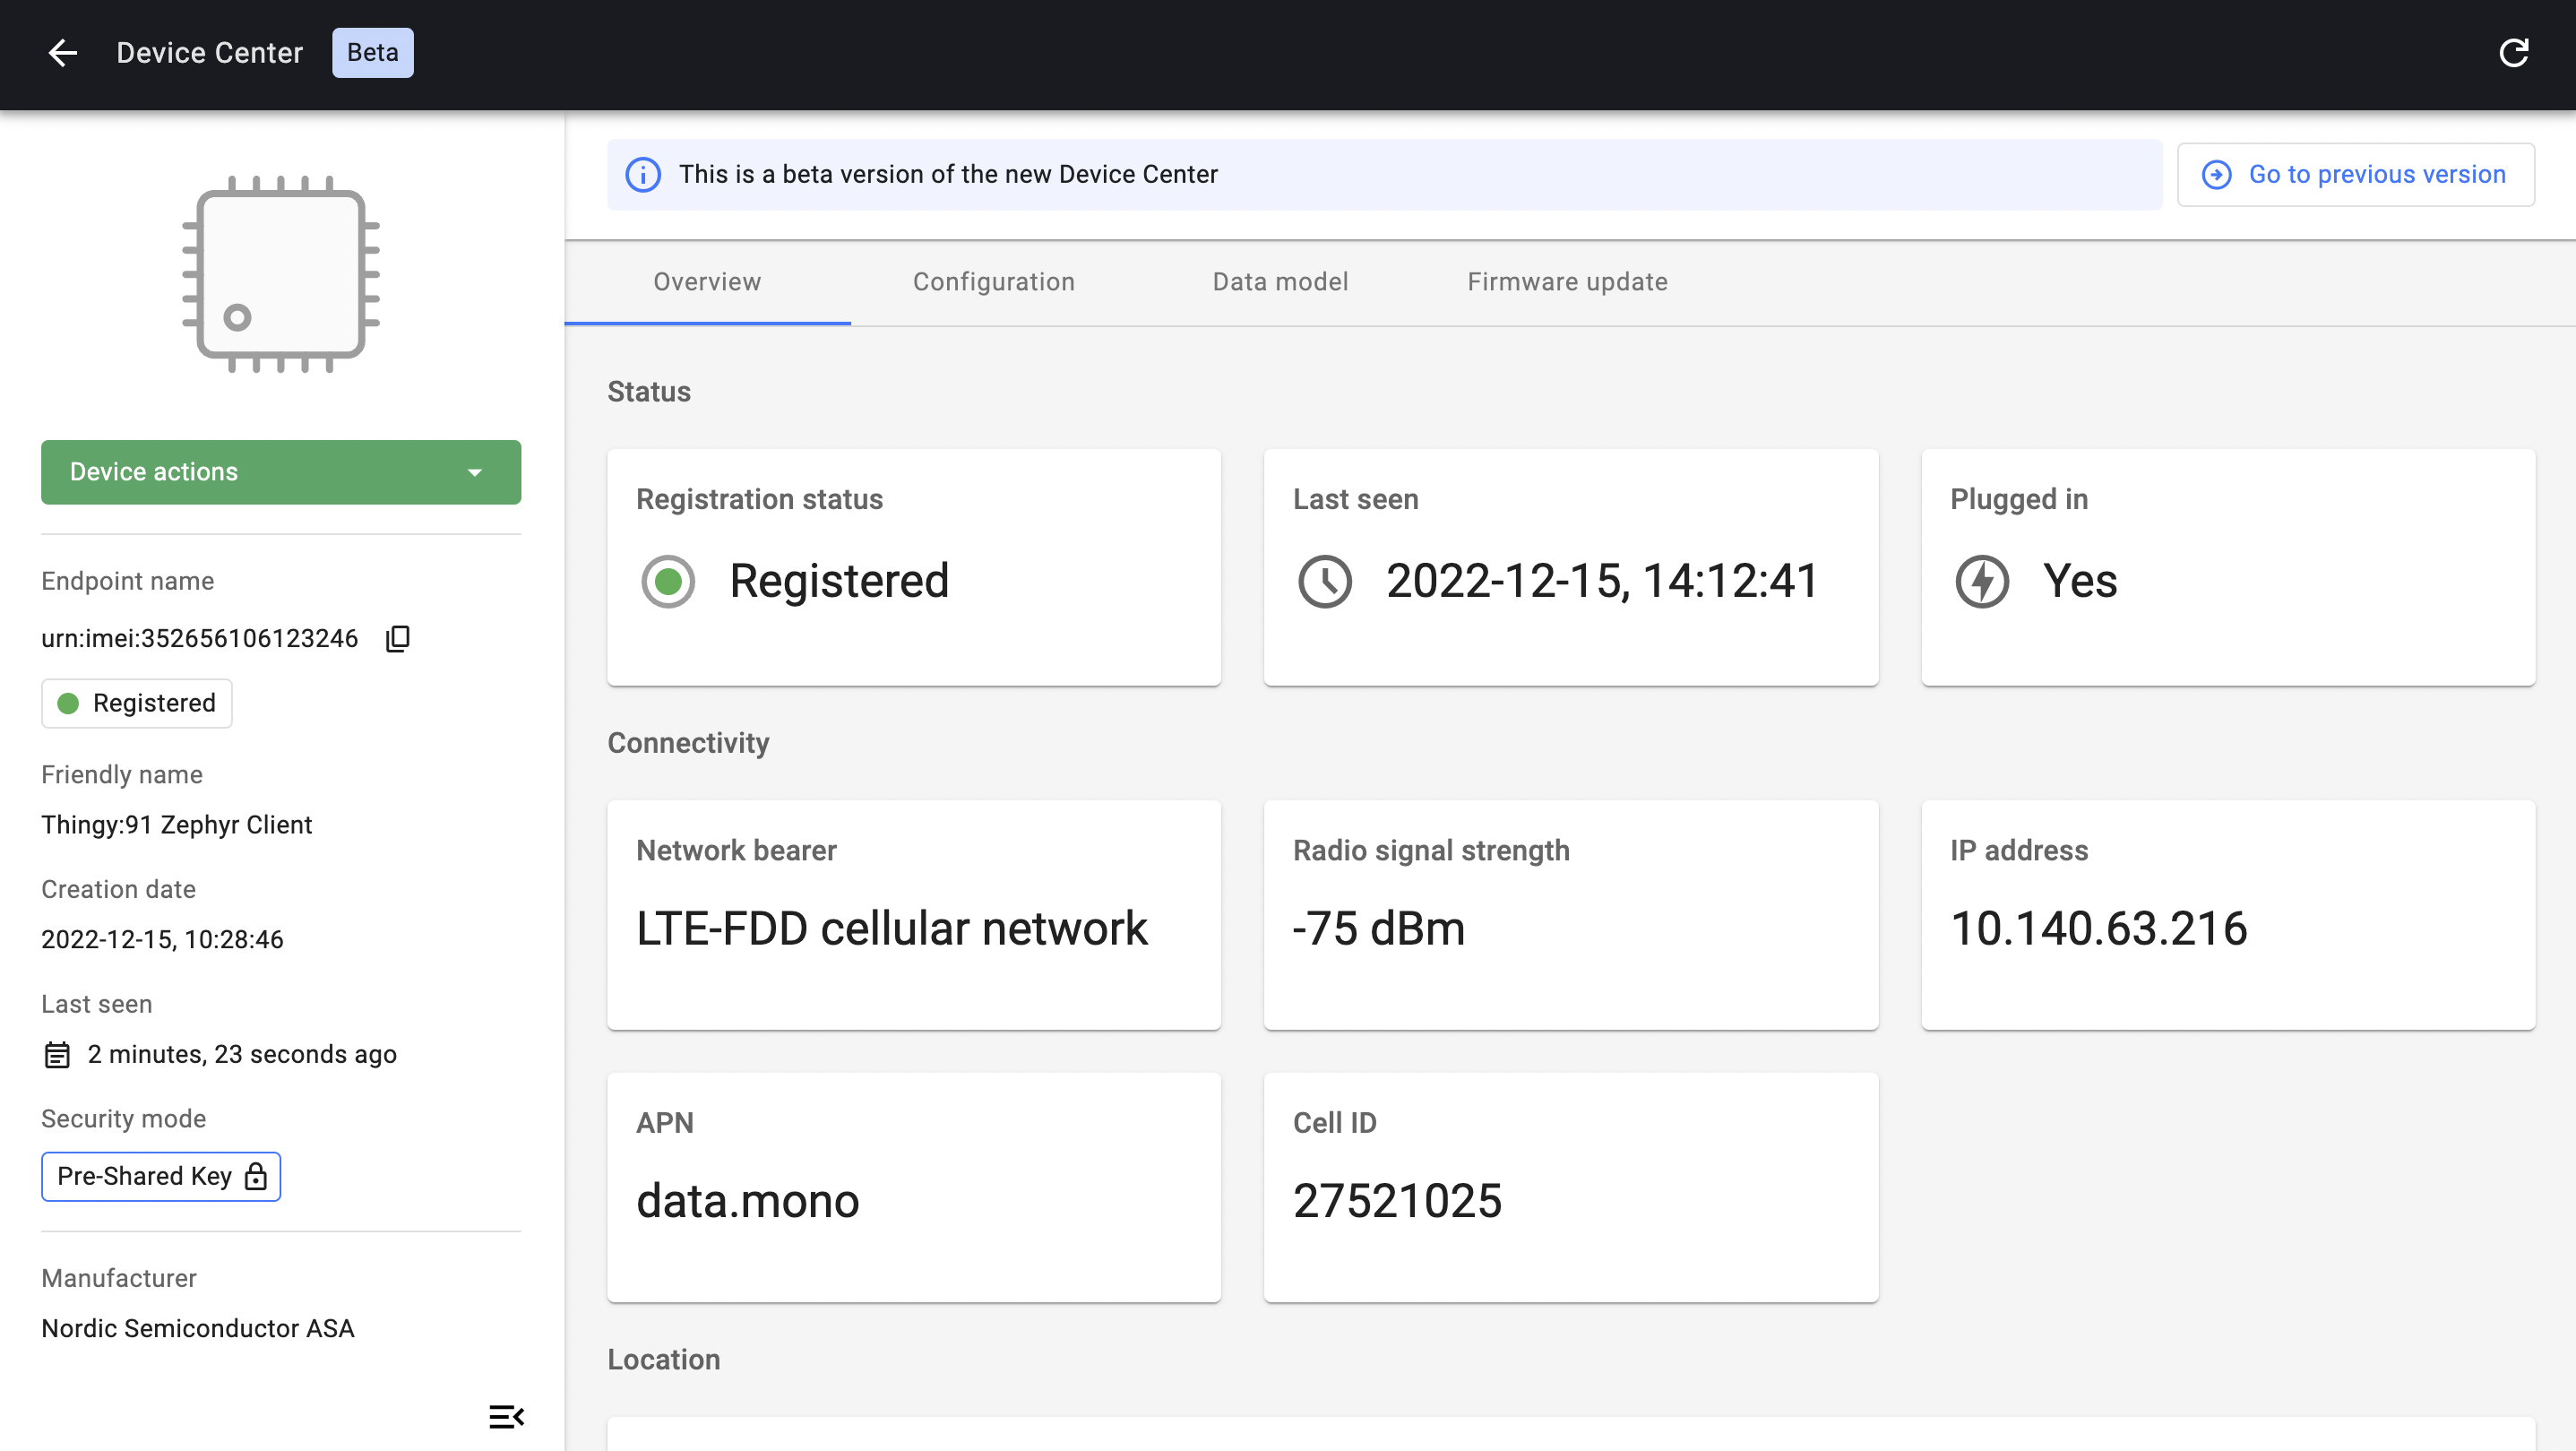 Device Center
Beta
This is a beta version of the new Device Center
Go to previous version
Device actions
Endpoint name
urn:imei:352656106123246
Registered
Friendly name
Thingy:91 Zephyr Client
Creation date
2022-12-15, 10:28:46
Last seen
2 minutes, 23 seconds ago
Security mode
Pre-Shared Key
Manufacturer
Nordic Semiconductor ASA
Overview
Configuration
Data model
Firmware update
Status
Registration status
Registered
Last seen
2022-12-15, 14:12:41
Plugged in
Yes
Connectivity
Network bearer
LTE-FDD cellular network
Radio signal strength
-75 dBm
IP address
10.140.63.216
APN
data.mono
Cell ID
27521025
Location